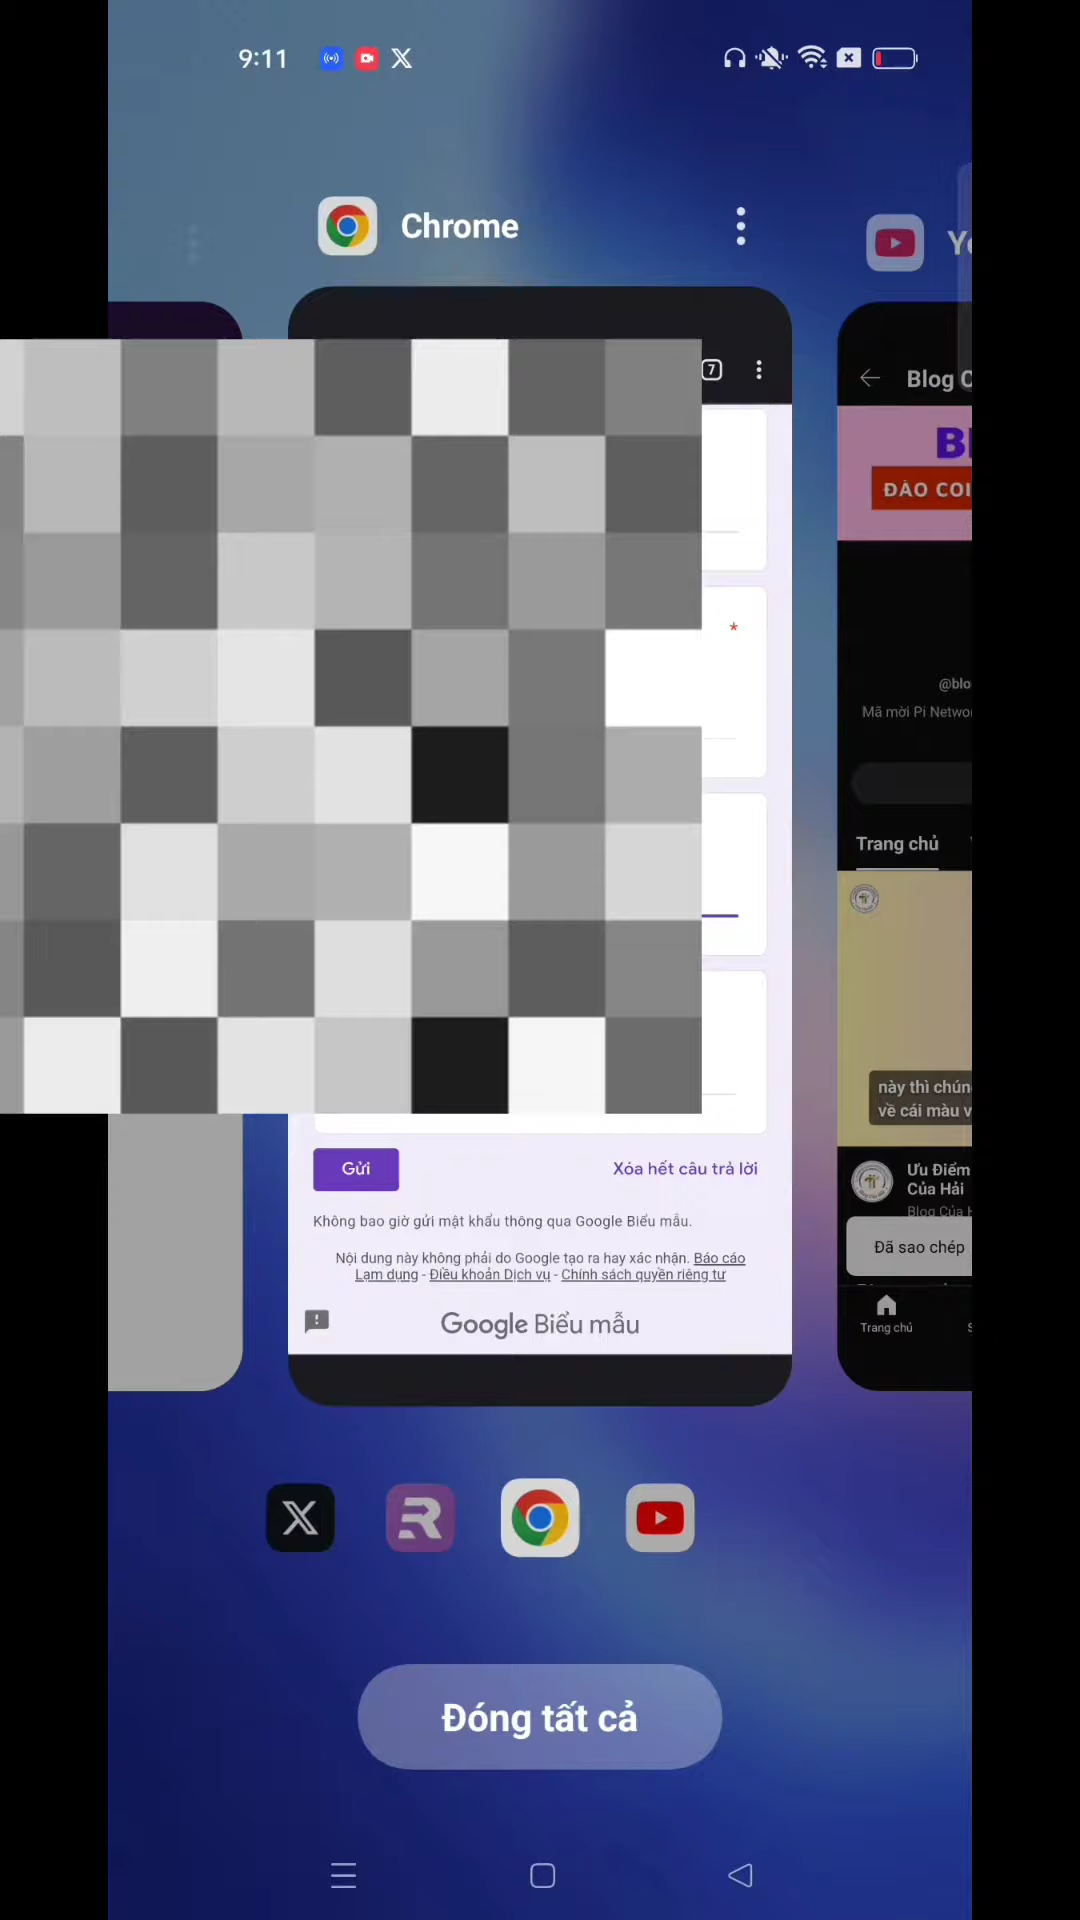 9:11
Chrome
7
*
Gửi
Xóa hết câu trả lời
Không bao giờ gửi mật khẩu thông qua Google Biểu mẫu.
Nội dung này không phải do Google tạo ra hay xác nhận. Báo cáo
Lạm dụng - Điều khoản Dịch vụ - Chính sách quyền riêng tư
Google Biểu mẫu
Blog
ĐÀO COI
@blo
Mã mời Pi Netwo
Trang chủ
này thì chún
về cái màu v
Ưu Điểm
Của Hải
Blog Của
Đã sao chép
Trang chủ
Đóng tất cả